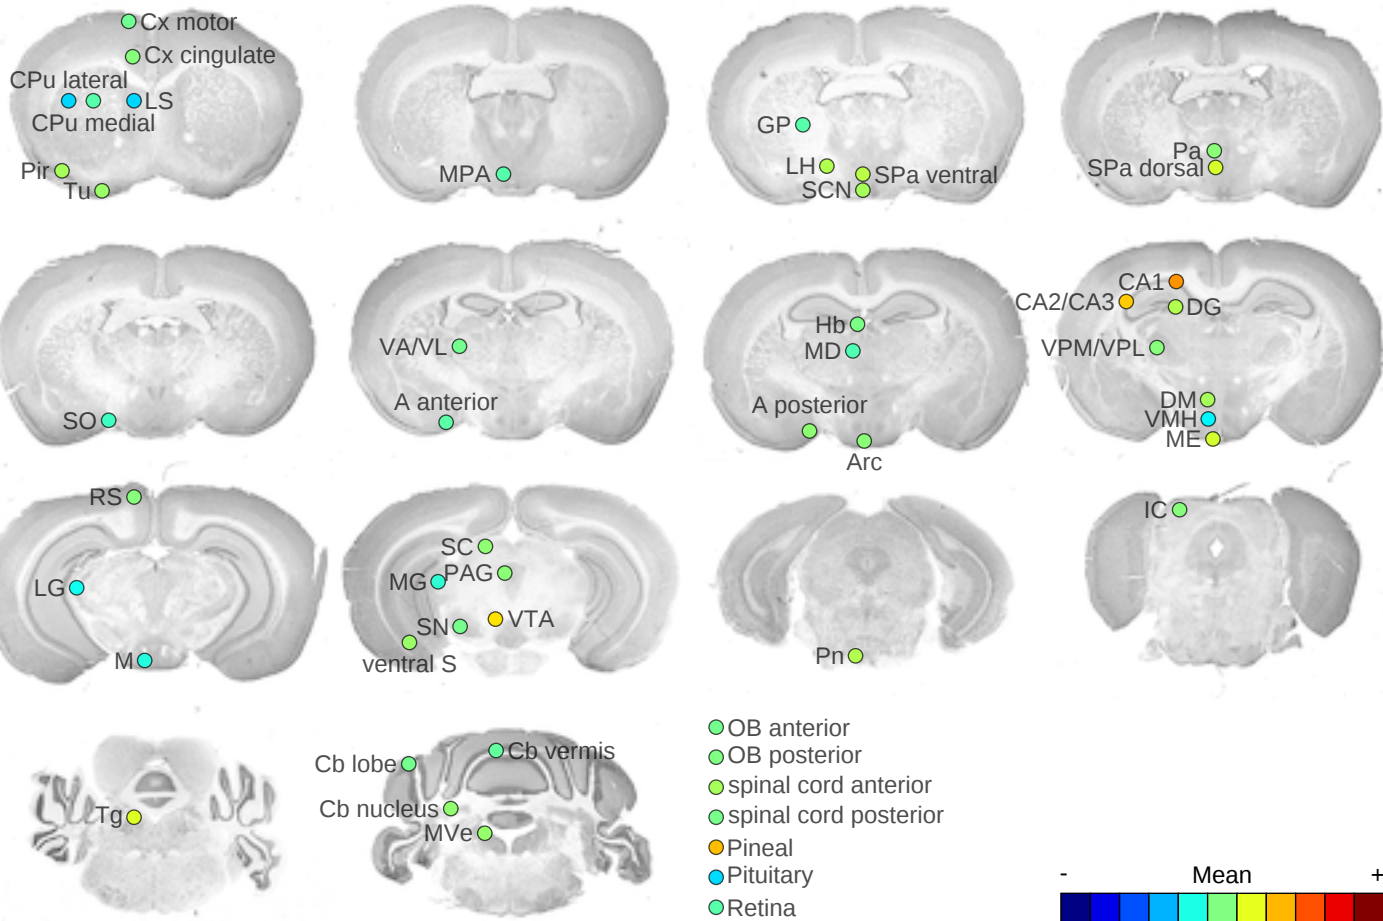 Cx motor
Cx cingulate
CPu lateral
LS
CPu medial
Pir
Tu
MPA
GP
LH
SPa ventral
SCN
Pa
SPa dorsal
SO
VA/VL
A anterior
Hb
MD
A posterior
Arc
CA1
CA2/CA3
DG
VPM/VPL
DM
VMH
ME
RS
LG
M
SC
PAG
MG
SN
VTA
ventral S
Pn
IC
Tg
Cb lobe
Cb vermis
Cb nucleus
MVe
OB anterior
OB posterior
spinal cord anterior
spinal cord posterior
Pineal
Pituitary
Retina
- Mean +